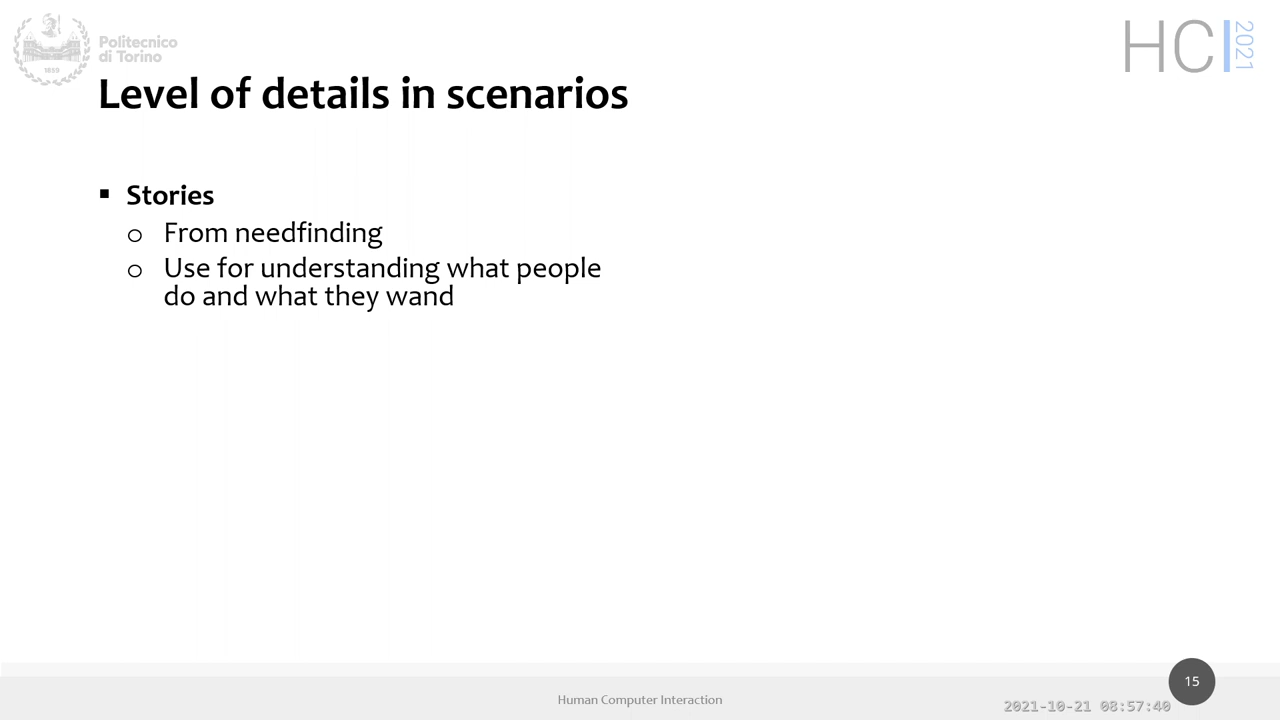 Politecnico
di Torino
1859
HCI 2021
Level of details in scenarios
▪ Stories
o From needfinding
o Use for understanding what people
do and what they wand
Human Computer Interaction
15
2021-10-21 08:57:40